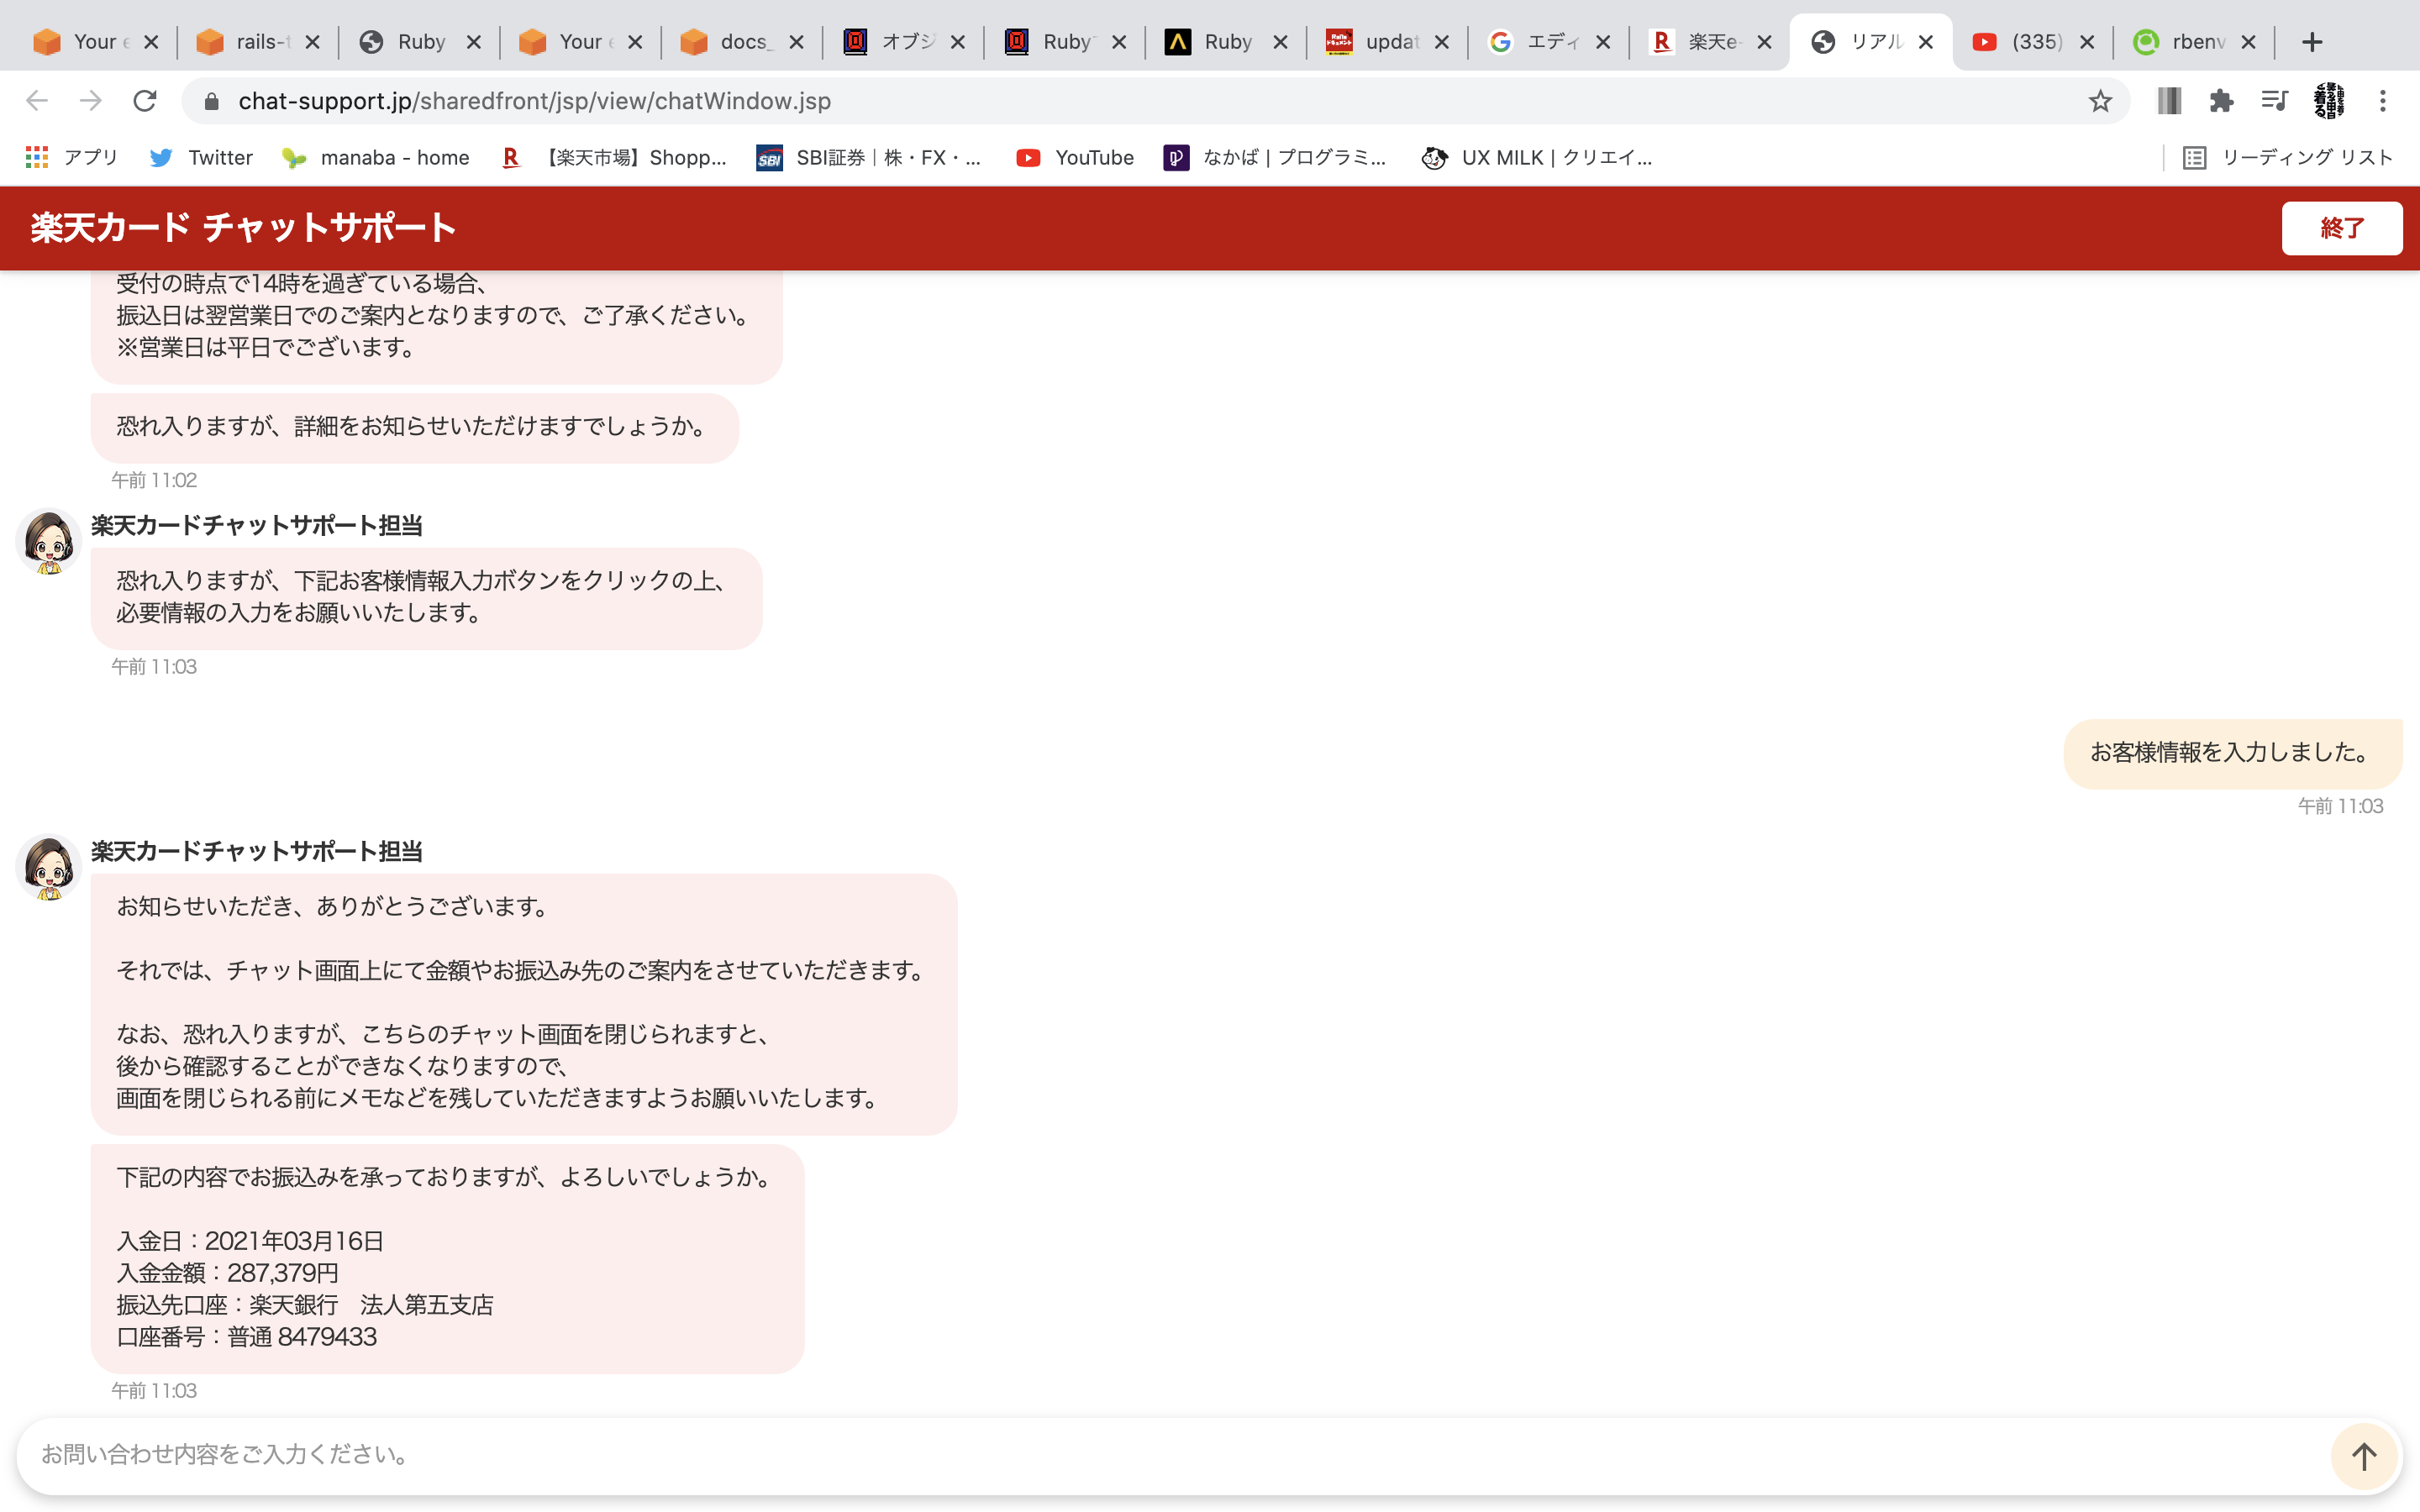 Your e
rails-t
Ruby
Your e
docs_
オブジ
Ruby
Ruby
updat
エディ
楽天e-
リアル
(335)
rbenv
chat-support.jp/sharedfront/jsp/view/chatWindow.jsp
アプリ
Twitter
manaba - home
【楽天市場】Shopp...
SBI証券｜株・FX・...
YouTube
なかば | プログラミ...
UX MILK | クリエイ...
リーディング リスト
楽天カード チャットサポート
終了
受付の時点で14時を過ぎている場合、
振込日は翌営業日でのご案内となりますので、ご了承ください。
※営業日は平日でございます。
恐れ入りますが、詳細をお知らせいただけますでしょうか。
午前 11:02
楽天カードチャットサポート担当
恐れ入りますが、下記お客様情報入力ボタンをクリックの上、
必要情報の入力をお願いいたします。
午前 11:03
お客様情報を入力しました。
午前 11:03
楽天カードチャットサポート担当
お知らせいただき、ありがとうございます。
それでは、チャット画面上にて金額やお振込み先のご案内をさせていただきます。
なお、恐れ入りますが、こちらのチャット画面を閉じられますと、
後から確認することができなくなりますので、
画面を閉じられる前にメモなどを残していただきますようお願いいたします。
下記の内容でお振込みを承っておりますが、よろしいでしょうか。
入金日：2021年03月16日
入金金額：287,379円
振込先口座：楽天銀行　法人第五支店
口座番号：普通 8479433
午前 11:03
お問い合わせ内容をご入力ください。